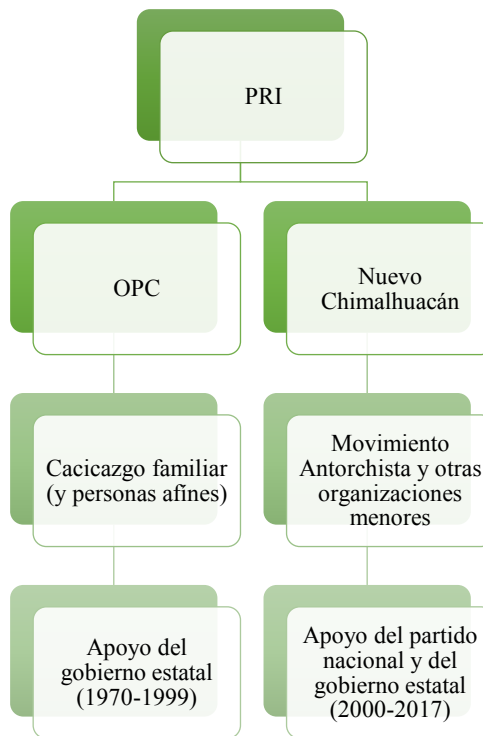 PRI
OPC
Nuevo
Chimalhuacán
Cacicazgo familiar
(y personas afínes)
Movimiento
Antorchista y otras
organizaciones
menores
Apoyo del
gobierno estatal
(1970-1999)
Apoyo del partido
nacional y del
gobierno estatal
(2000-2017)